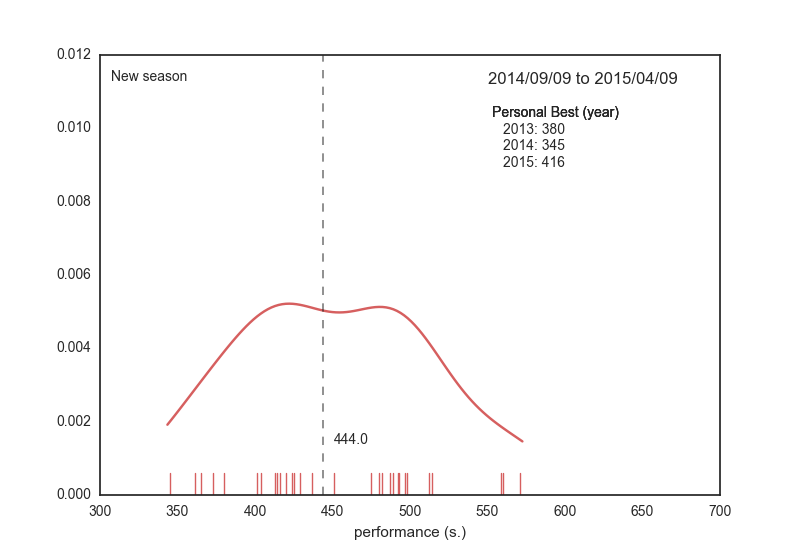 0.012
0.010
0.008
0.006
0.004
0.002
0.000
New season
2014/09/09 to 2015/04/09
Personal Best (year)
2013: 380
2014: 345
2015: 416
444.0
300 350 400 450 500 550 600 650 700
performance (s.)